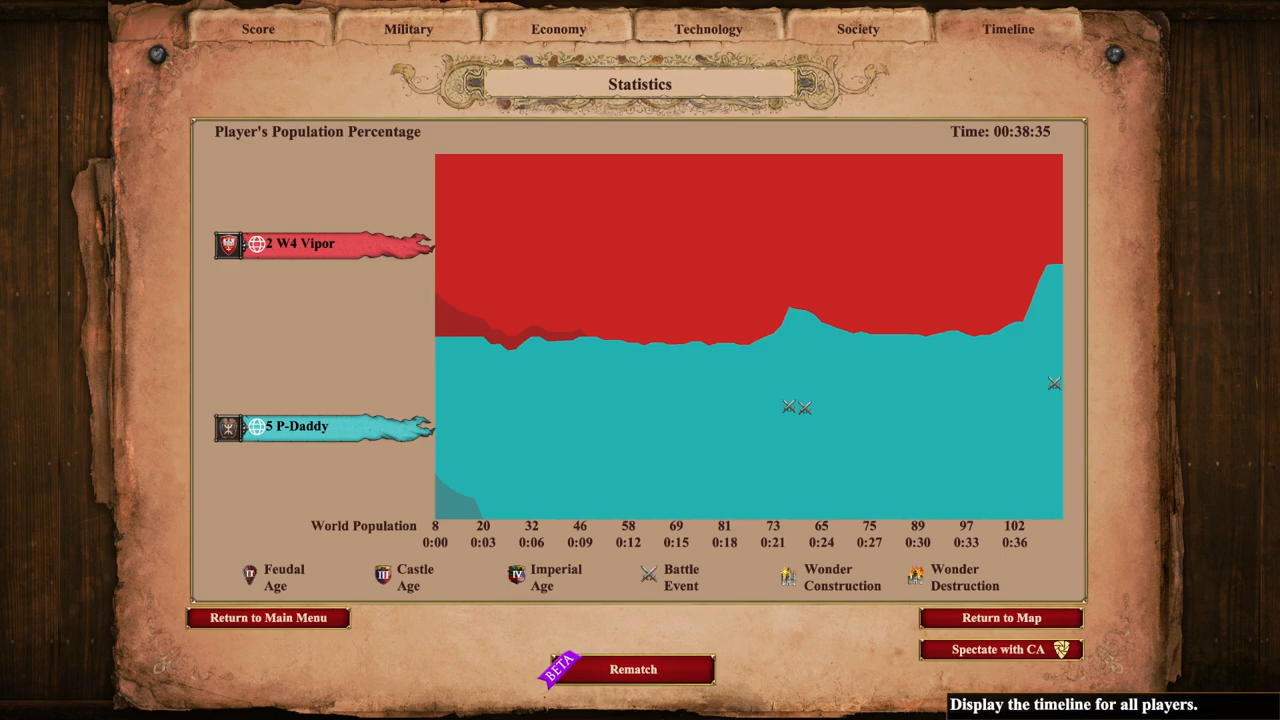 Score Military Economy Technology Society Timeline
Statistics
Player's Population Percentage Time: 00:38:35
2 W4 Vipor
5 P-Daddy
World Population 8 20 32 46 58 69 81 73 65 75 89 97 102
0:00 0:03 0:06 0:09 0:12 0:15 0:18 0:21 0:24 0:27 0:30 0:33 0:36
II Feudal Age
III Castle Age
IV Imperial Age
Battle Event
Wonder Construction
Wonder Destruction
Return to Main Menu
Return to Map
Spectate with CA
BETA
Rematch
Display the timeline for all players.